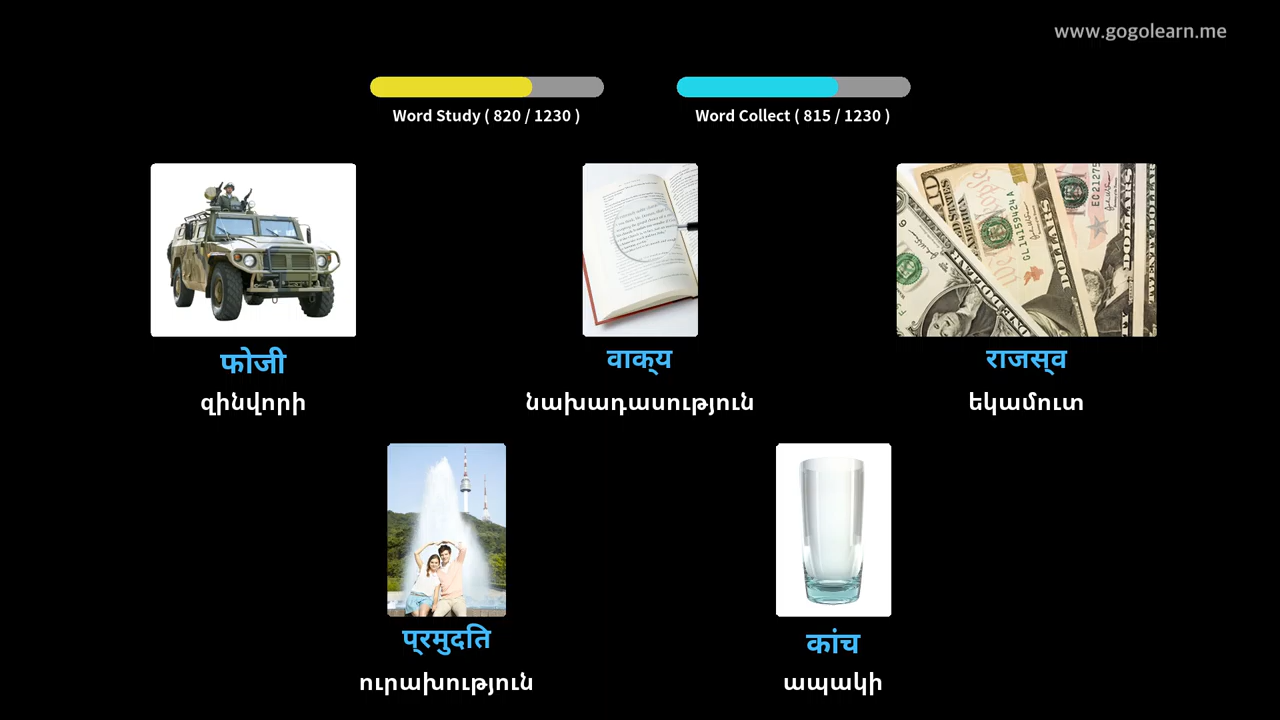 www.gogolearn.me
Word Study ( 820 / 1230 )
Word Collect ( 815 / 1230 )
फोजी
वाक्य
राजस्व
զինվորի
նախադասություն
եկամուտ
प्रमुदति
कांच
ուրախություն
ապակի